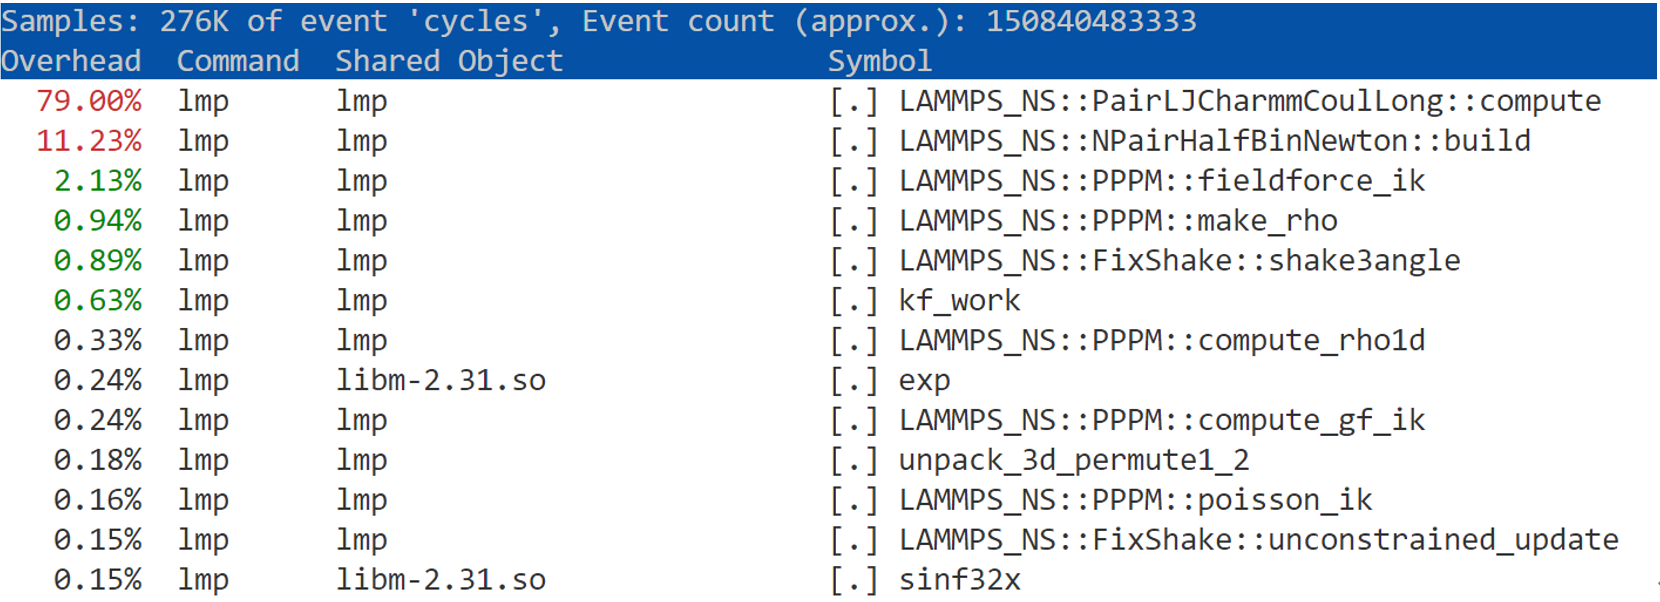 Samples: 276K of event 'cycles', Event count (approx.): 150840483333
Overhead  Command  Shared Object  Symbol
79.00%  lmp  lmp  [.] LAMMPS_NS::PairLJCharmmCoulLong::compute
11.23%  lmp  lmp  [.] LAMMPS_NS::NPairHalfBinNewton::build
2.13%  lmp  lmp  [.] LAMMPS_NS::PPPM::fieldforce_ik
0.94%  lmp  lmp  [.] LAMMPS_NS::PPPM::make_rho
0.89%  lmp  lmp  [.] LAMMPS_NS::FixShake::shake3angle
0.63%  lmp  lmp  [.] kf_work
0.33%  lmp  lmp  [.] LAMMPS_NS::PPPM::compute_rho1d
0.24%  lmp  libm-2.31.so  [.] exp
0.24%  lmp  lmp  [.] LAMMPS_NS::PPPM::compute_gf_ik
0.18%  lmp  lmp  [.] unpack_3d_permute1_2
0.16%  lmp  lmp  [.] LAMMPS_NS::PPPM::poisson_ik
0.15%  lmp  lmp  [.] LAMMPS_NS::FixShake::unconstrained_update
0.15%  lmp  libm-2.31.so  [.] sinf32x